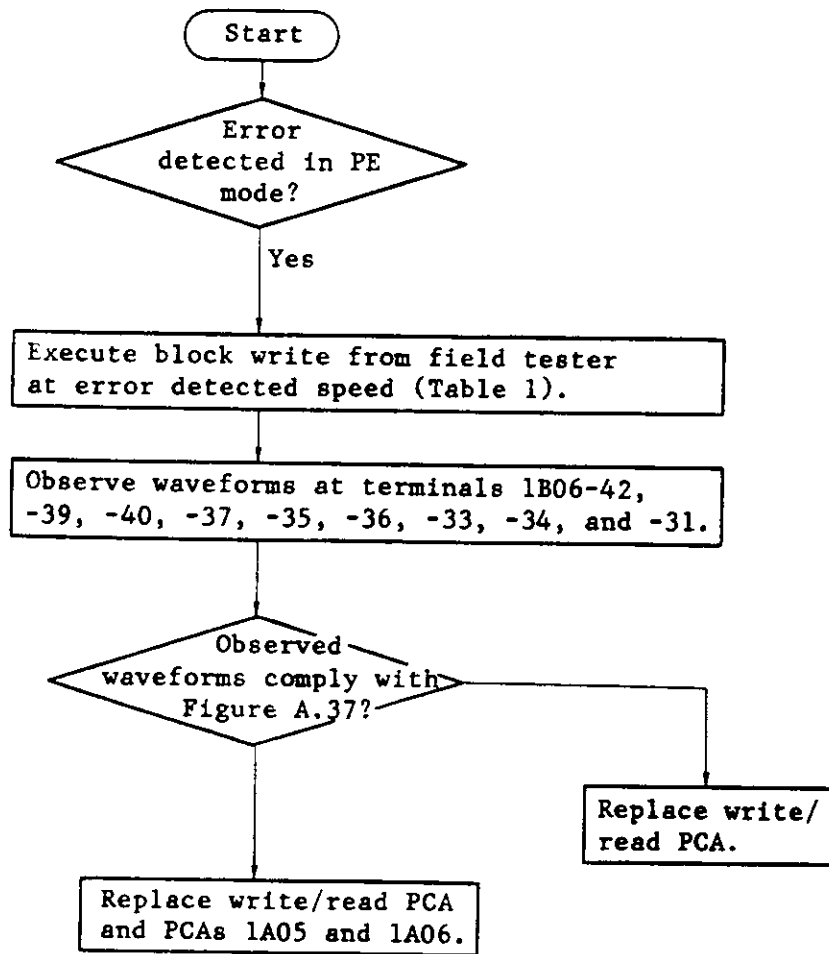 Start
Error
detected in PE
mode?
Yes
Execute block write from field tester
at error detected speed (Table 1).
Observe waveforms at terminals 1B06-42,
-39, -40, -37, -35, -36, -33, -34, and -31.
Observed
waveforms comply with
Figure A.37?
Replace write/
read PCA.
Replace write/read PCA
and PCAs 1A05 and 1A06.